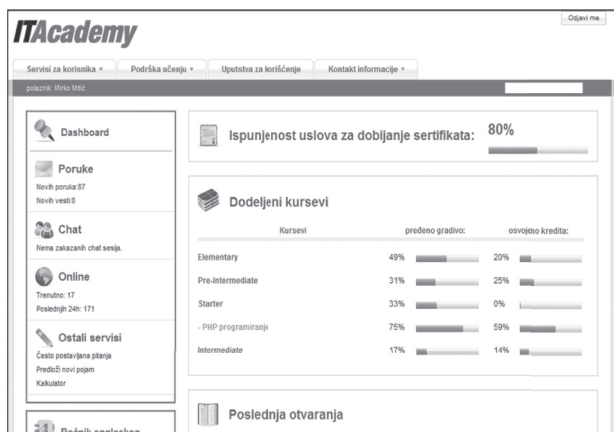 ITAcademy
Odjavi me
Servisi za korisnika
Podrška učenju
Uputstva za korišćenje
Kontakt informacije
polaznik: Mirko Mitić
Dashboard
Poruke
Novih poruka:87
Novih vesti:0
Chat
Nema zakazanih chat sesija.
Online
Trenutno: 17
Poslednjih 24h: 171
Ostali servisi
Često postavljana pitanja
Predloži novi pojam
Kalkulator
Rečnik engleskog
Ispunjenost uslova za dobijanje sertifikata: 80%
Dodeljeni kursevi
Kursevi pređeno gradivo: osvojeno kredita:
Elementary 49% 20%
Pre-Intermediate 31% 25%
Starter 33% 0%
- PHP programiranje 75% 59%
Intermediate 17% 14%
Poslednja otvaranja